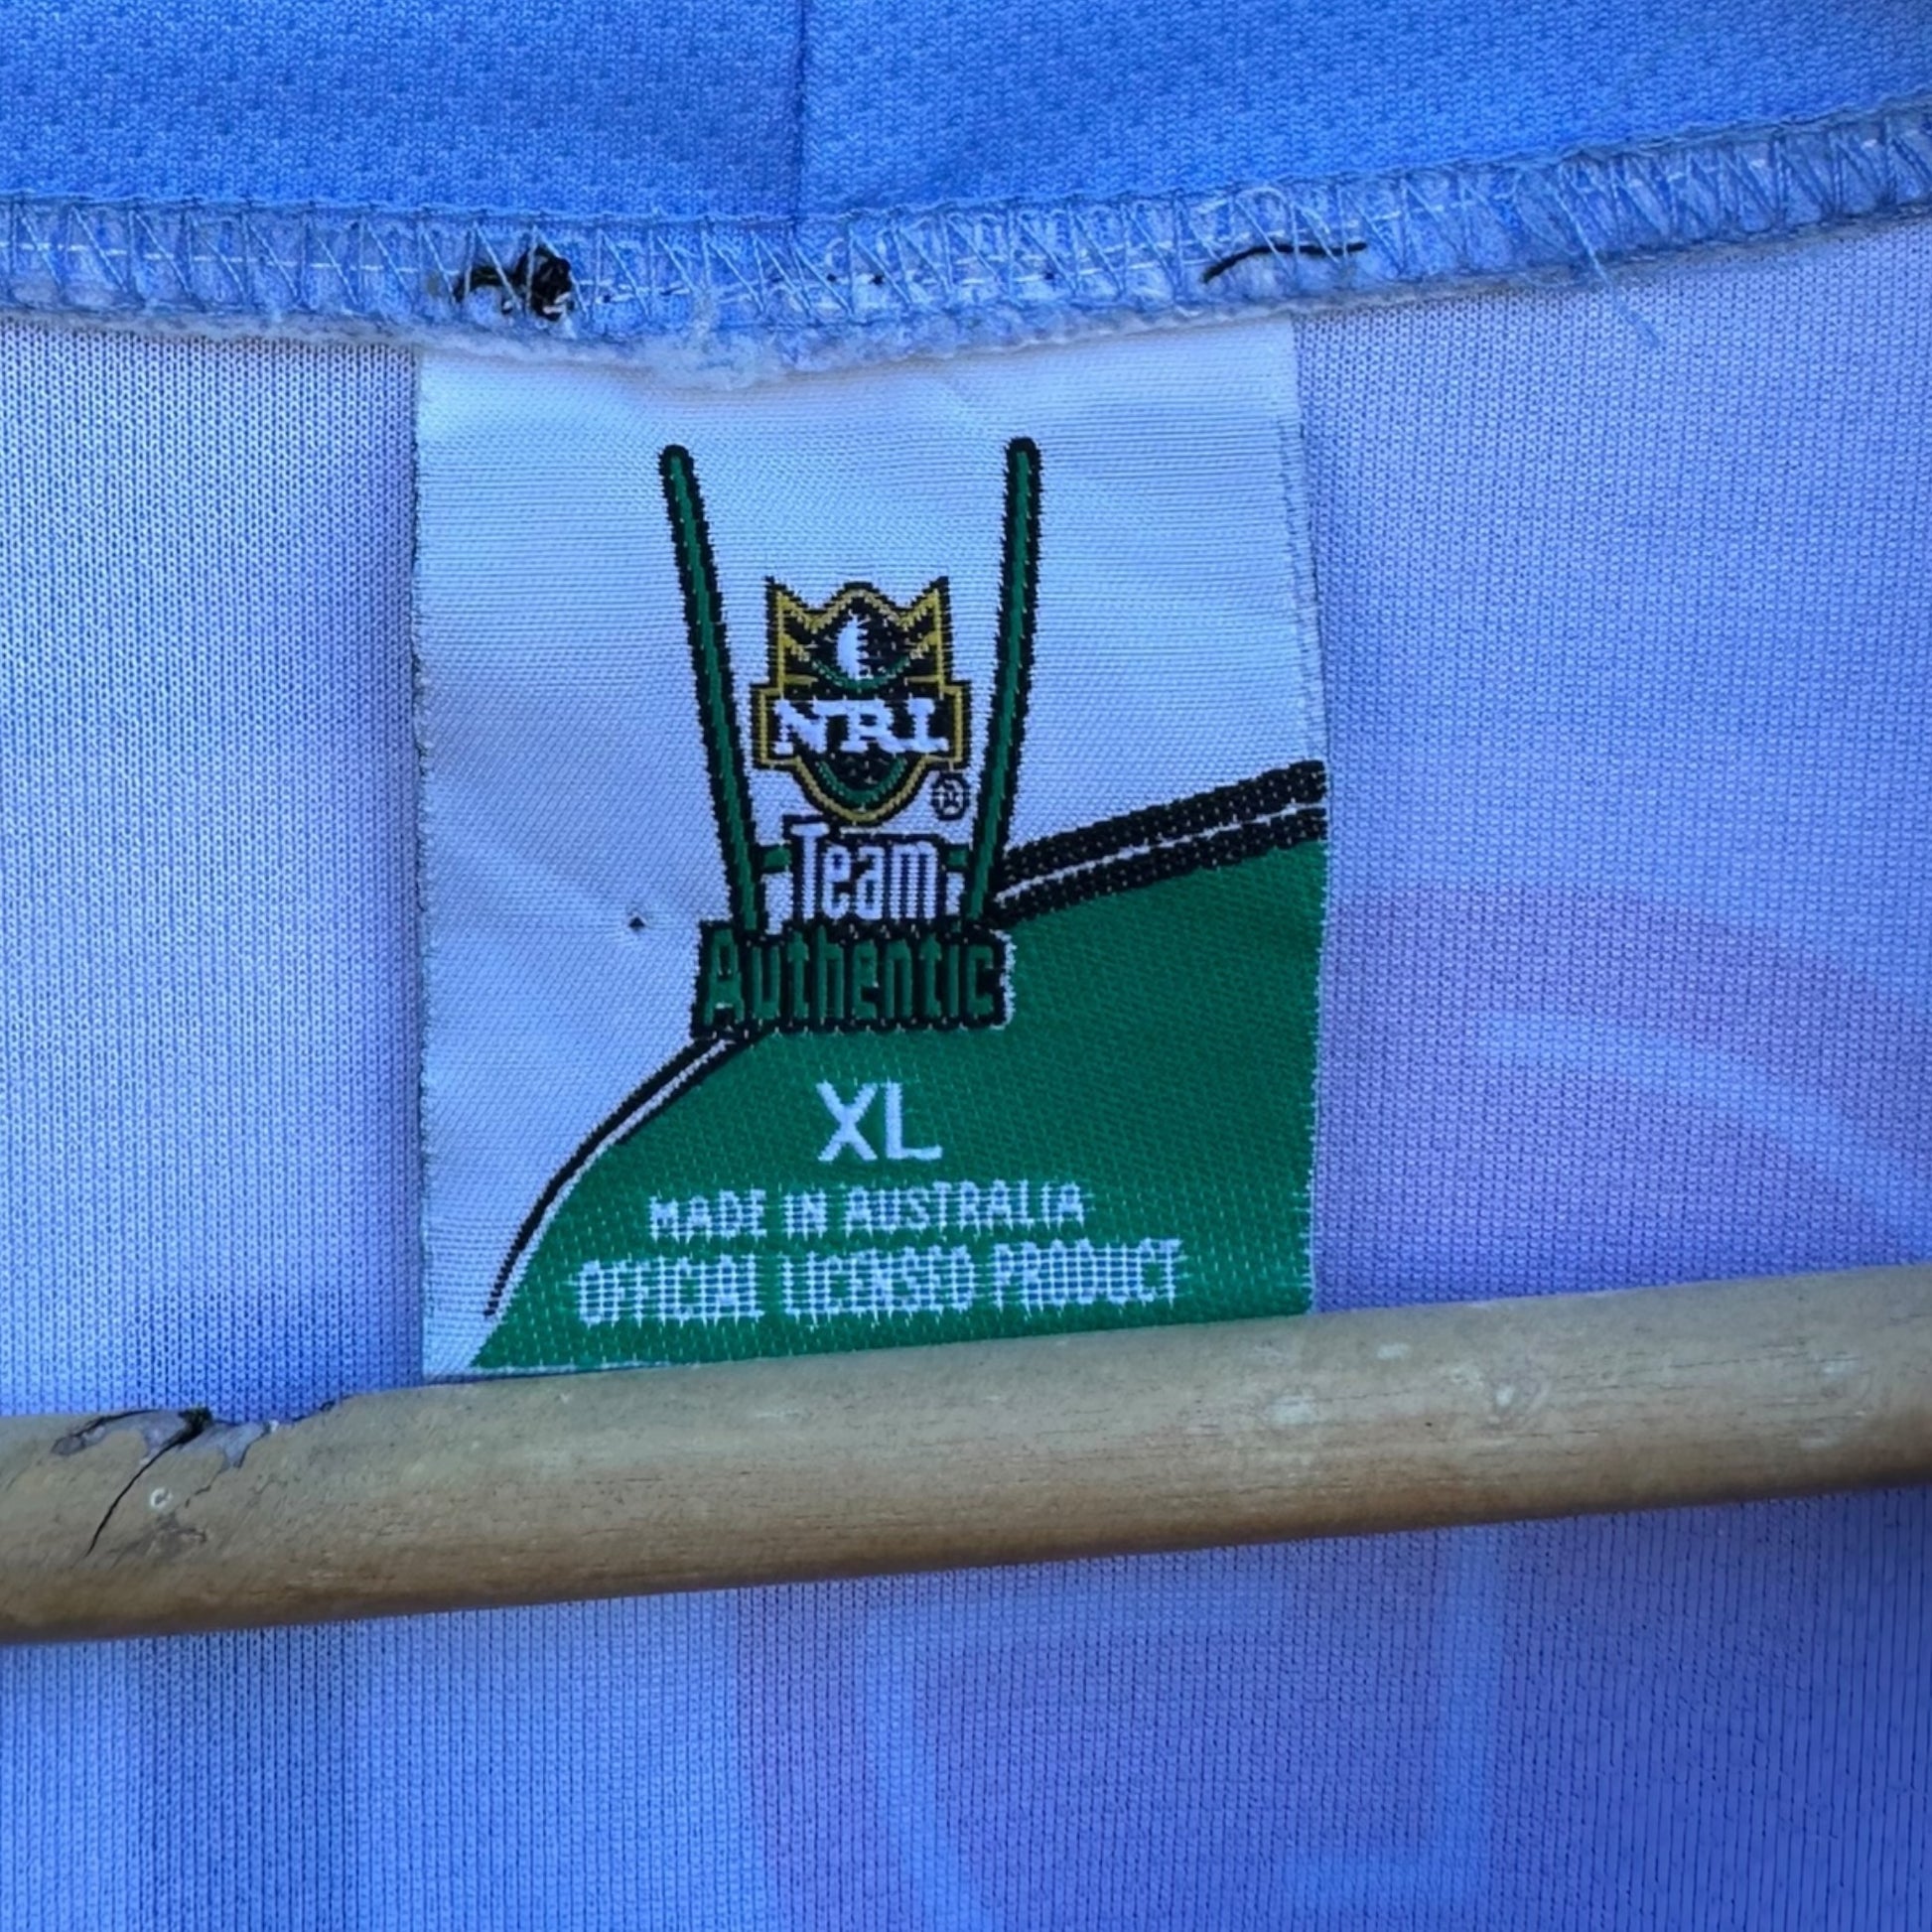 NRL
®
Team
Authentic
XL
MADE IN AUSTRALIA
OFFICIAL LICENSED PRODUCT